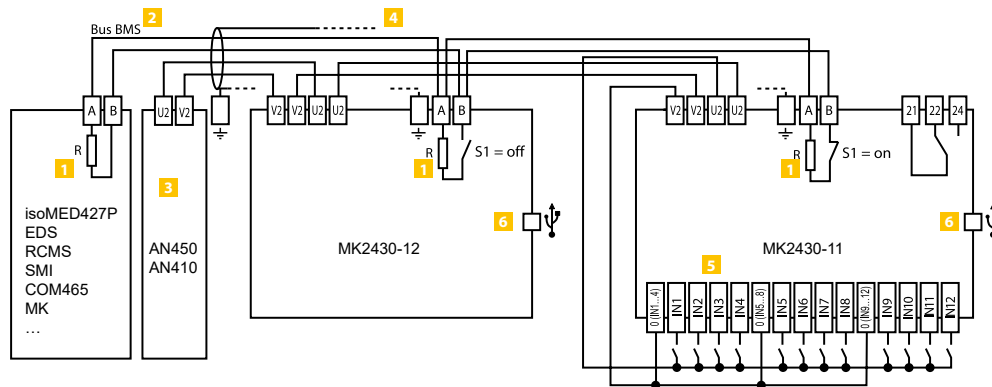 Bus BMS 2 4
A B U2 V2 V2 V2 U2 U2 A B V2 V2 U2 U2 A B 21 22 24
R R S1 = off R S1 = on
1 1 1
3
isoMED427P
EDS
RCMS
SMI
COM465
MK
...
AN450
AN410
MK2430-12
6
MK2430-11
6
5
0 (IN1...4) IN1 IN2 IN3 IN4 0 (IN5...8) IN5 IN6 IN7 IN8 0 (IN9...12) IN9 IN10 IN11 IN12